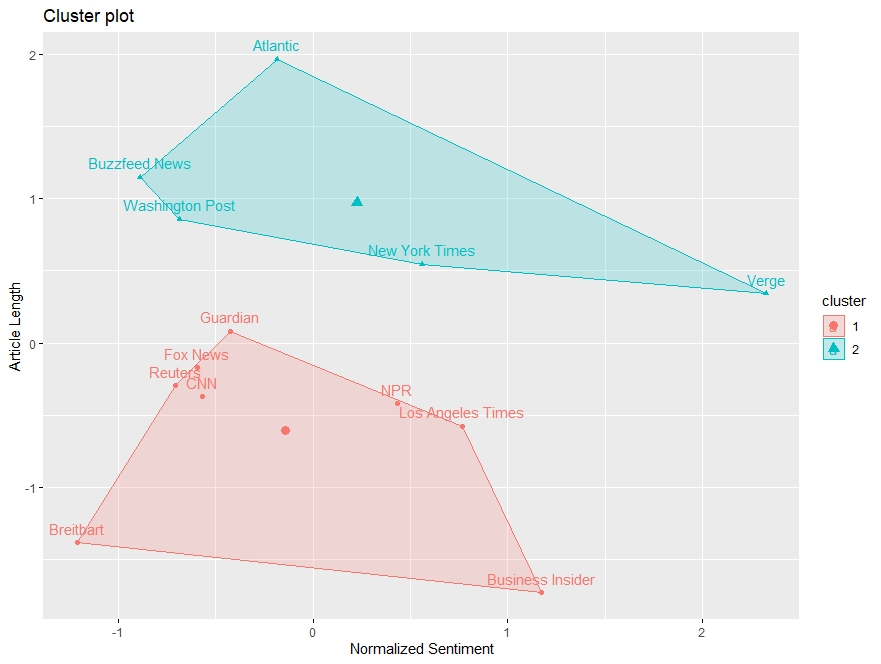 Cluster plot
Atlantic
2
Buzzfeed News
1
Washington Post
New York Times
Verge
Article Length
Guardian
0
Fox News
Reuters
CNN
NPR
Los Angeles Times
-1
Breitbart
Business Insider
-1 0 1 2
Normalized Sentiment
cluster
1
2